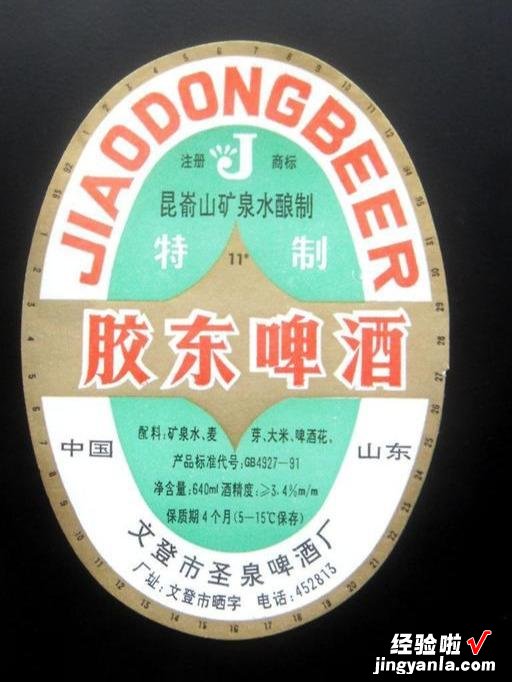 JIAODONGBEER
注册 J 商标
昆嵛山矿泉水酿制
特 11° 制
胶东啤酒
配料:矿泉水、麦 芽、大米、啤酒花。
中国 山东
产品标准代号:GB4927-91
净含量:640ml 酒精度:≥3.4%m/m
保质期4个月(5-15℃保存)
文登市圣泉啤酒厂
厂址:文登市晒字 电话:452813
经验啦√
jingyanla.com